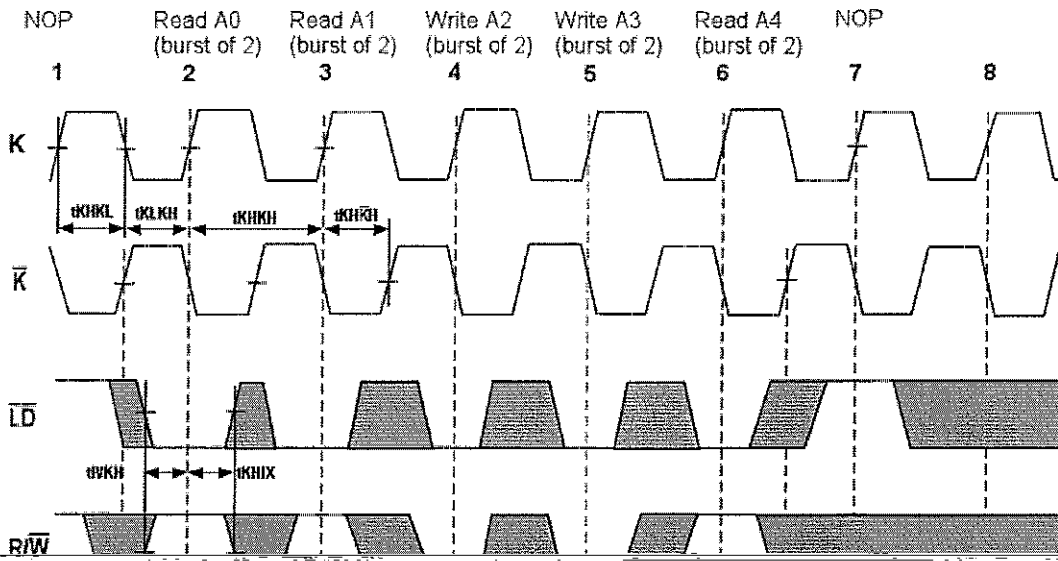 NOP Read A0 Read A1 Write A2 Write A3 Read A4 NOP
(burst of 2) (burst of 2) (burst of 2) (burst of 2) (burst of 2)
1 2 3 4 5 6 7 8
K
tKHKL tKLKH tKHKH tKHK̅H
K̅
L̅D̅
tIVKH tKHIX
R/W̅